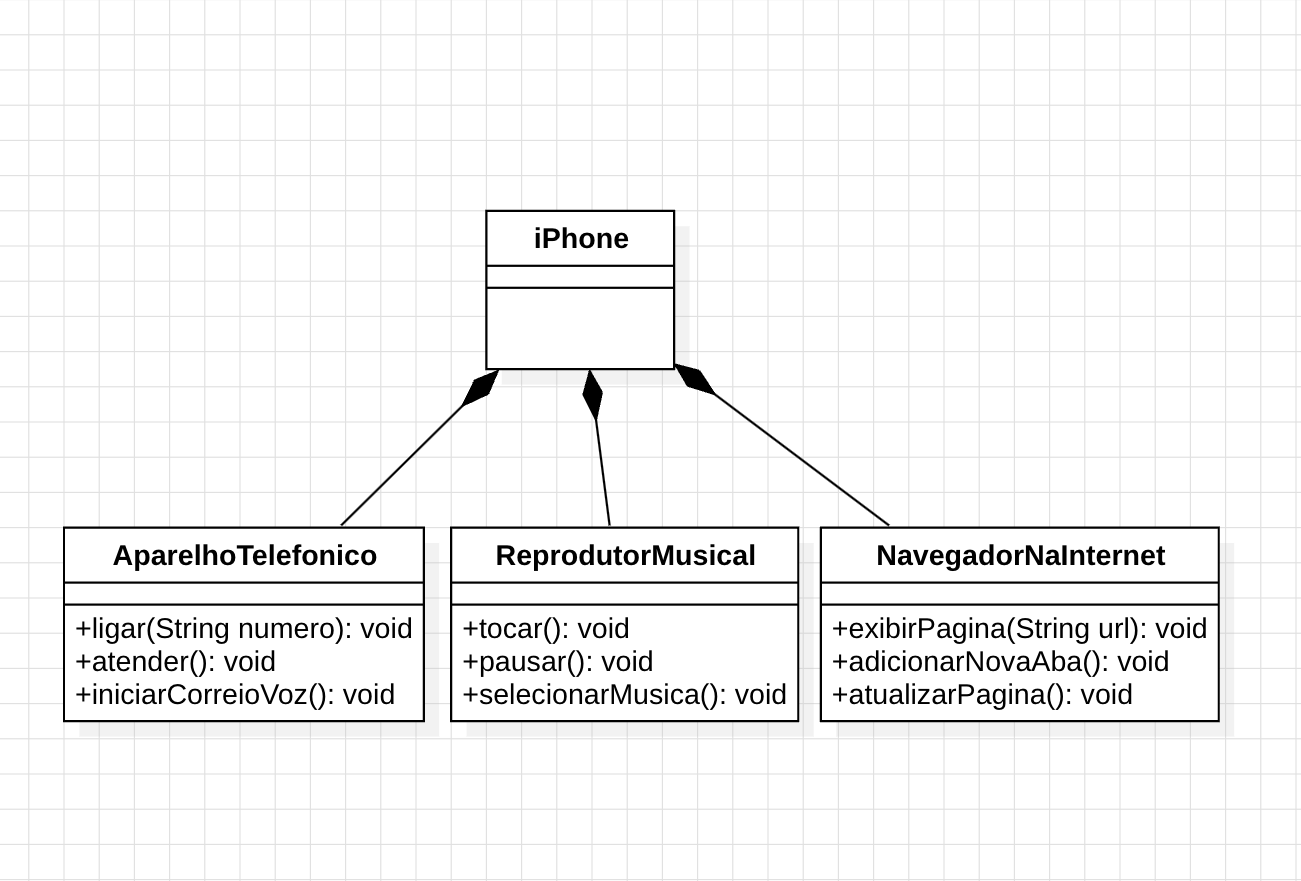 iPhone
AparelhoTelefonico
+ligar(String numero): void
+atender(): void
+iniciarCorreioVoz(): void
ReprodutorMusical
+tocar(): void
+pausar(): void
+selecionarMusica(): void
NavegadorNaInternet
+exibirPagina(String url): void
+adicionarNovaAba(): void
+atualizarPagina(): void